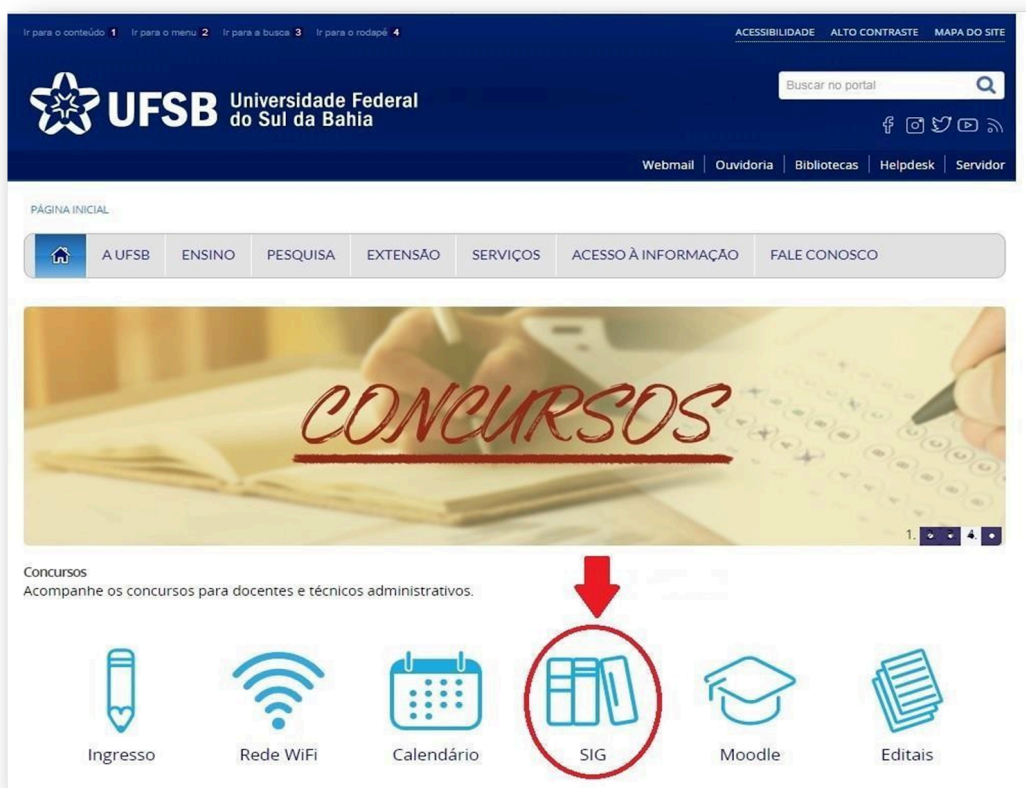 Ir para o conteúdo 1 Ir para o menu 2 Ir para a busca 3 Ir para o rodapé 4
ACESSIBILIDADE ALTO CONTRASTE MAPA DO SITE
UFSB Universidade Federal
do Sul da Bahia
Buscar no portal
Webmail Ouvidoria Bibliotecas Helpdesk Servidor
PÁGINA INICIAL
A UFSB ENSINO PESQUISA EXTENSÃO SERVIÇOS ACESSO À INFORMAÇÃO FALE CONOSCO
CONCURSOS
1. 2. 3. 4.
Concursos
Acompanhe os concursos para docentes e técnicos administrativos.
Ingresso Rede WiFi Calendário SIG Moodle Editais